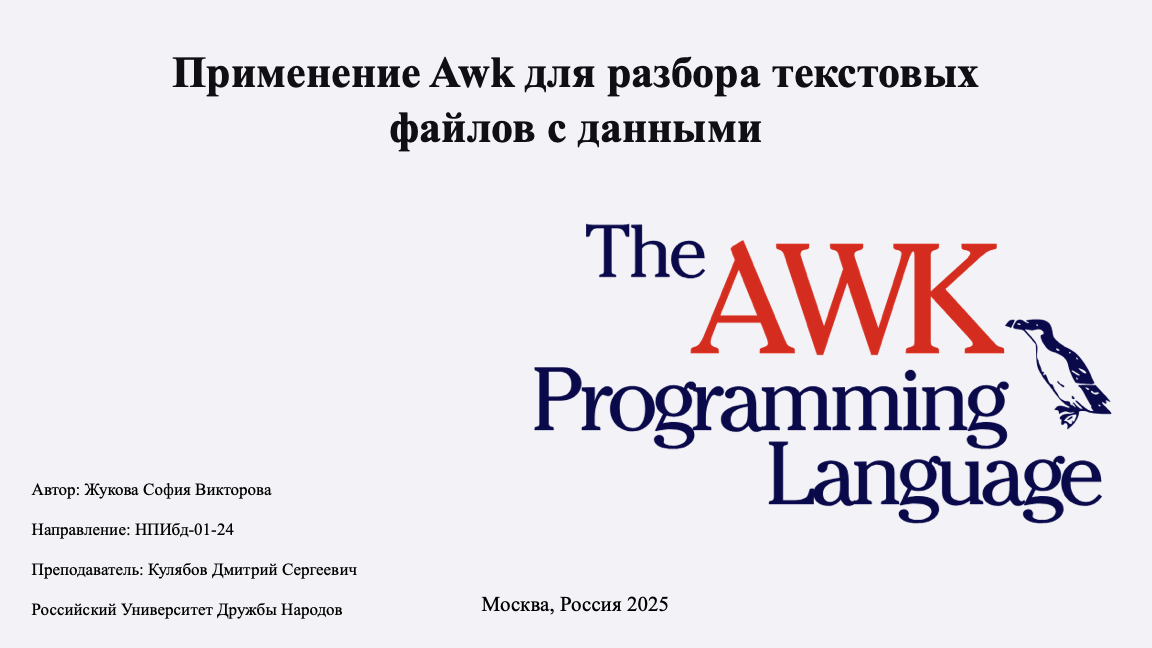 Применение Awk для разбора текстовых
файлов с данными
The AWK
Programming
Language
Автор: Жукова София Викторова
Направление: НПИбд-01-24
Преподаватель: Кулябов Дмитрий Сергеевич
Российский Университет Дружбы Народов
Москва, Россия 2025